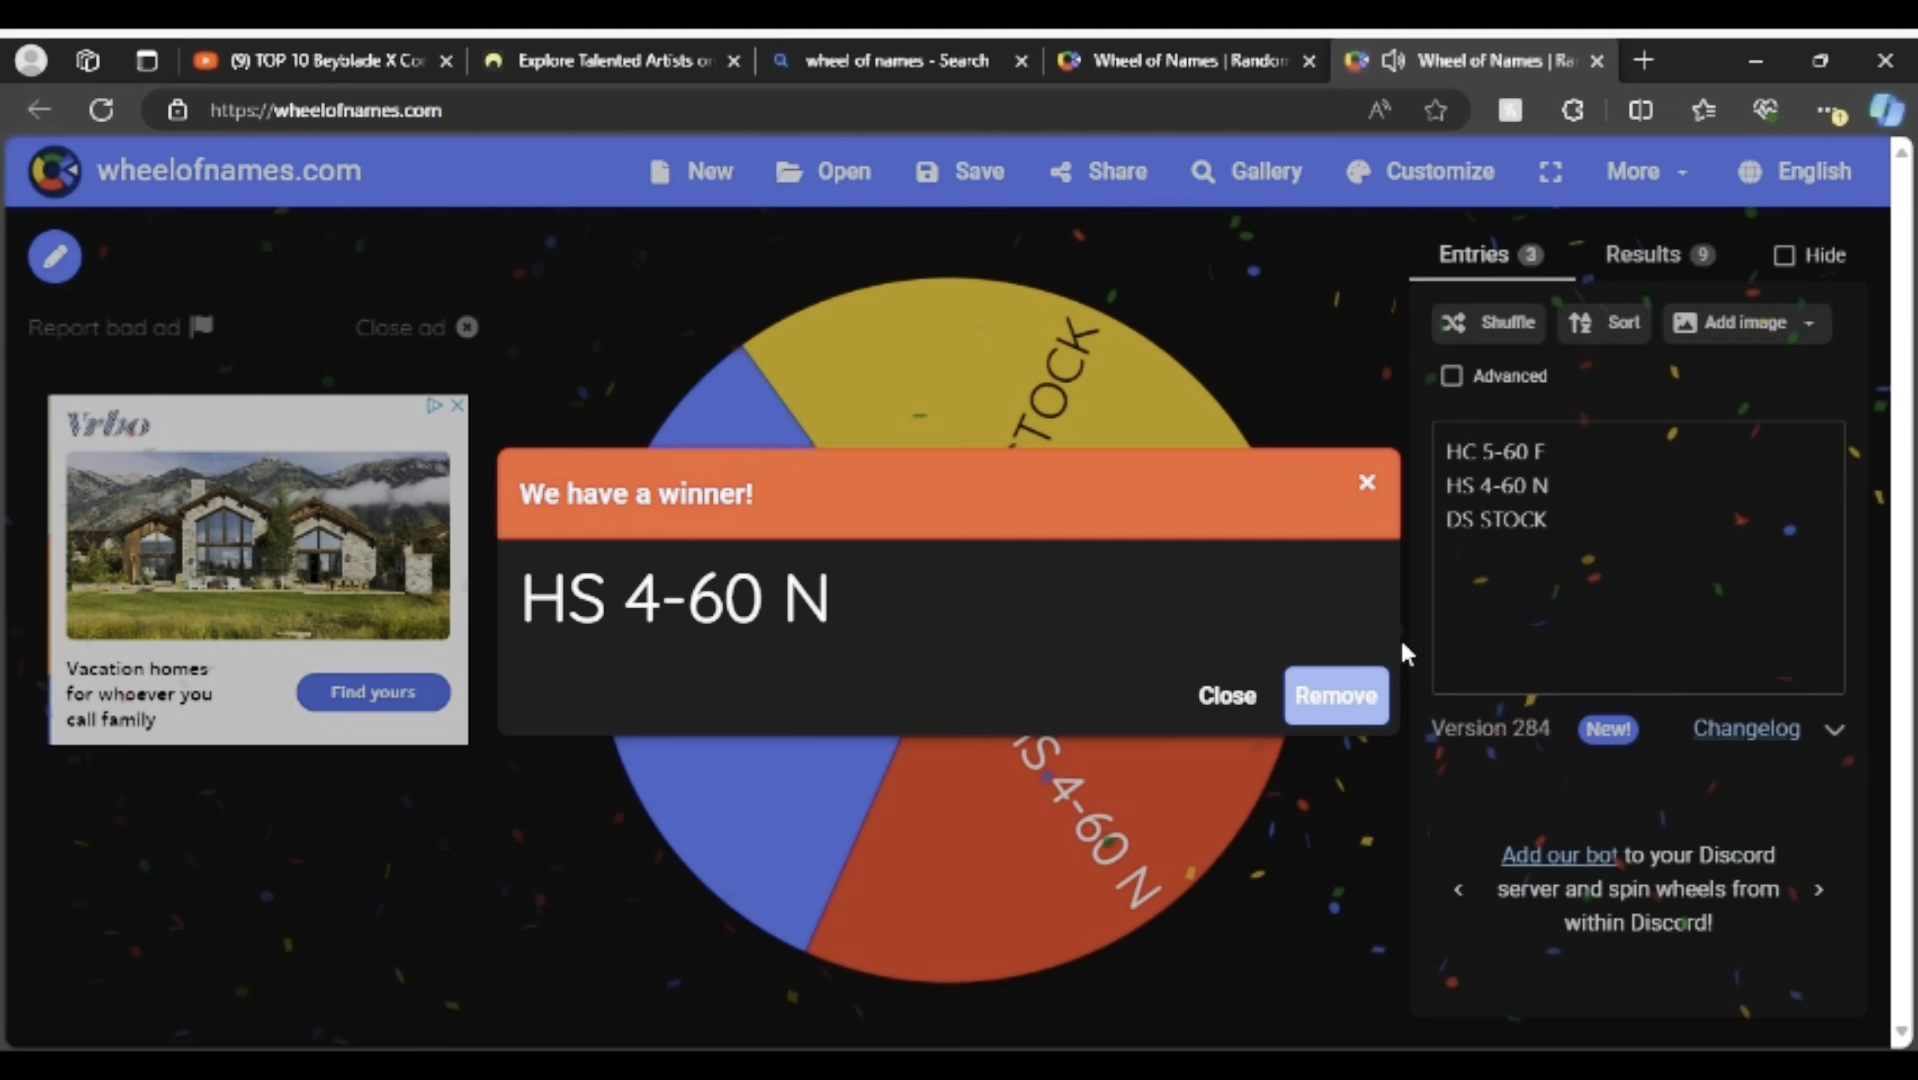 (9) TOP 10 Beyblade X Co
Explore Talented Artists or
wheel of names - Search
Wheel of Names | Random
Wheel of Names | Ra
https://wheelofnames.com
wheelofnames.com
New
Open
Save
Share
Gallery
Customize
More
English
Entries 3
Results 9
Hide
Report bad ad
Close ad
Shuffle
Sort
Add image
Advanced
Vrbo
Vacation homes
for whoever you
call family
Find yours
STOCK
HC 5-60 F
HS 4-60 N
DS STOCK
We have a winner!
HS 4-60 N
Close
Remove
HS 4-60 N
Version 284
New!
Changelog
Add our bot to your Discord
server and spin wheels from
within Discord!